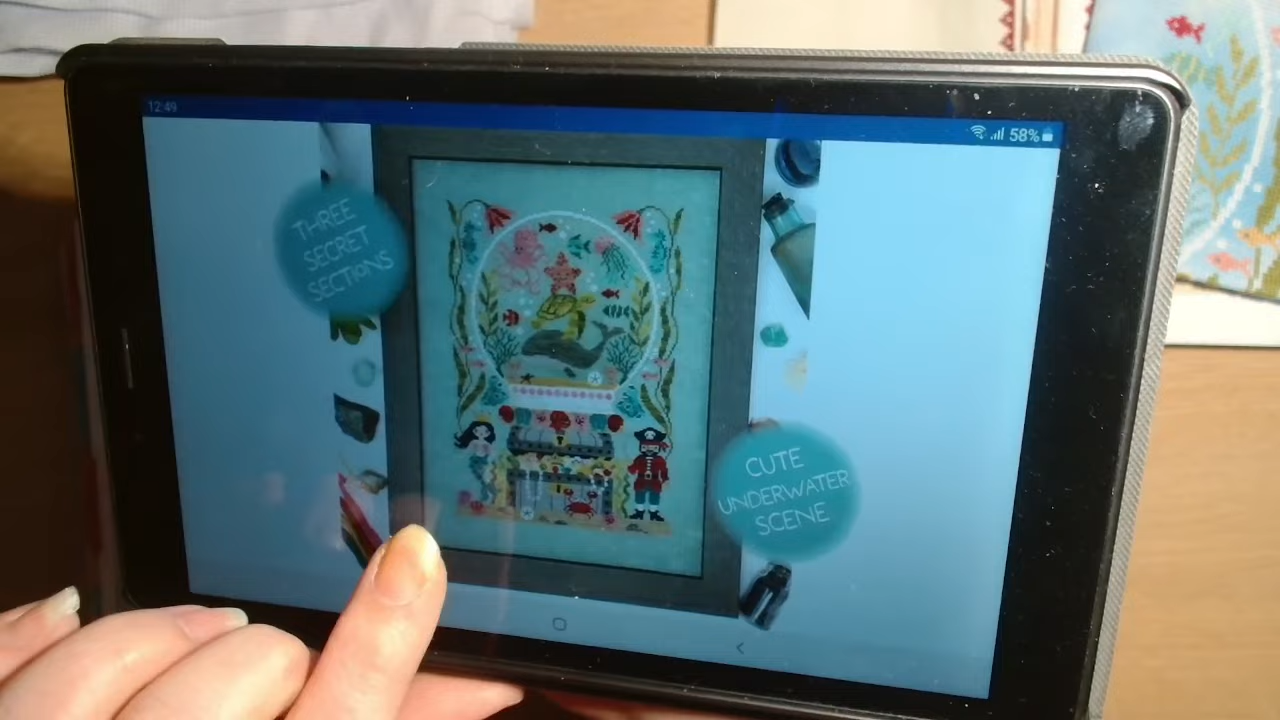 12:49
58%
THREE
SECRET
SECTIONS
CUTE
UNDERWATER
SCENE